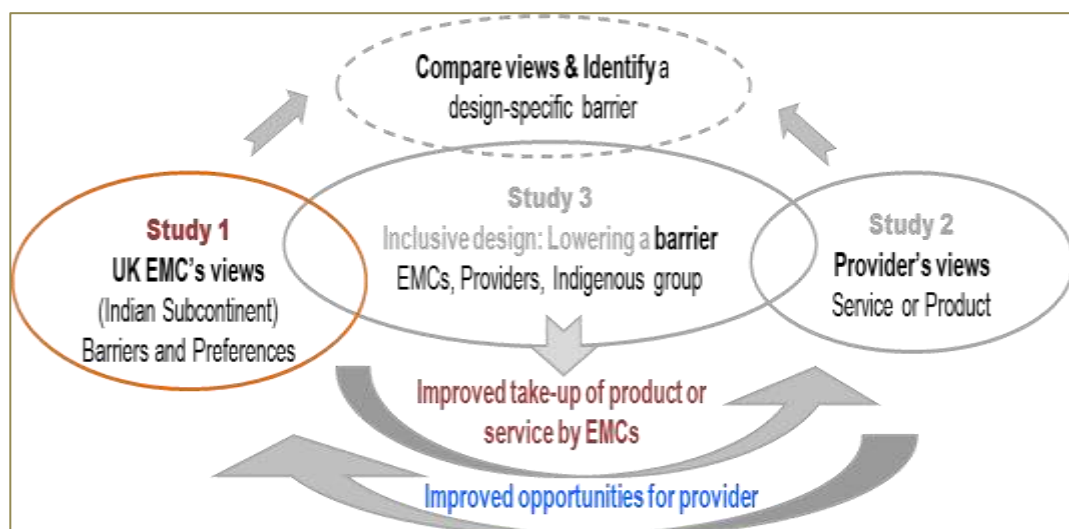 Compare views & Identify a
design-specific barrier
Study 1
UK EMC's views
(Indian Subcontinent)
Barriers and Preferences
Study 3
Inclusive design: Lowering a barrier
EMCs, Providers, Indigenous group
Study 2
Provider's views
Service or Product
Improved take-up of product or
service by EMCs
Improved opportunities for provider